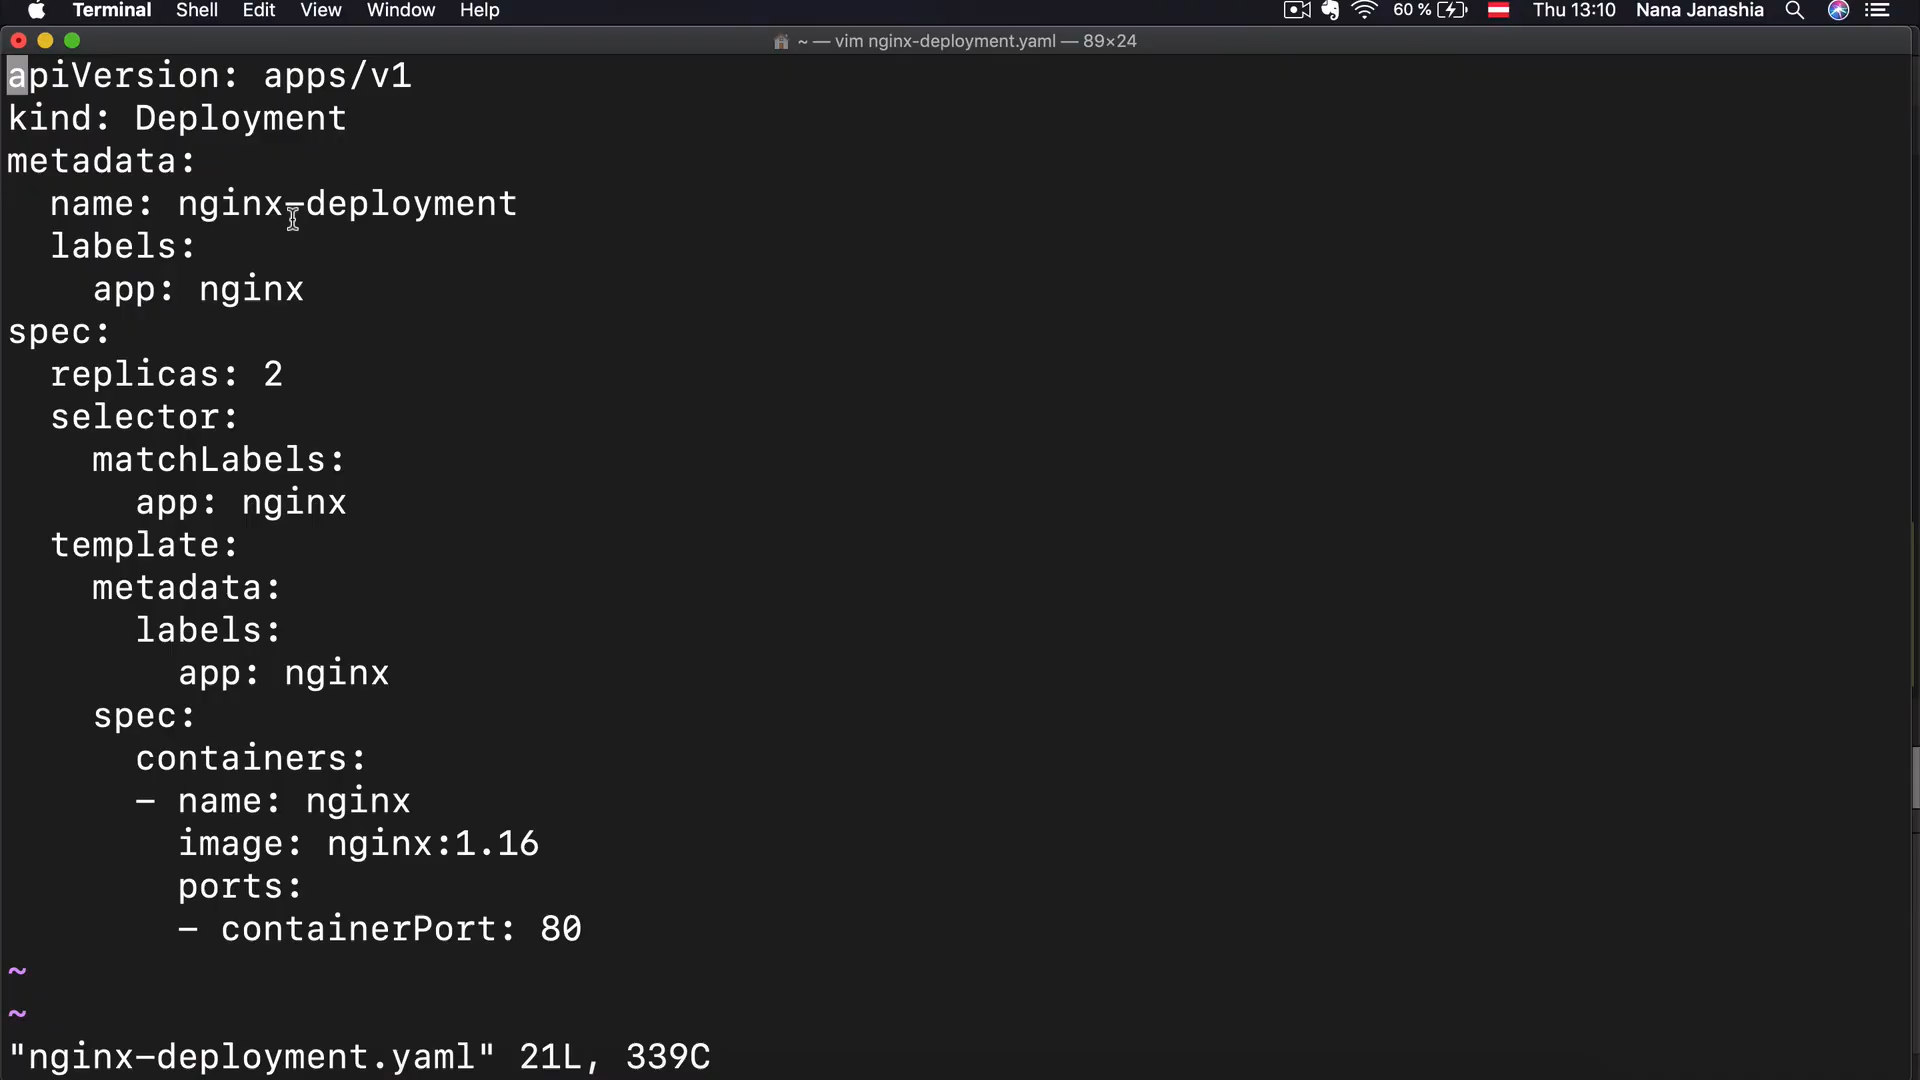 Terminal Shell Edit View Window Help 60 % Thu 13:10 Nana Janashia
~ — vim nginx-deployment.yaml — 89×24
apiVersion: apps/v1
kind: Deployment
metadata:
  name: nginx-deployment
  labels:
    app: nginx
spec:
  replicas: 2
  selector:
    matchLabels:
      app: nginx
  template:
    metadata:
      labels:
        app: nginx
    spec:
      containers:
      - name: nginx
        image: nginx:1.16
        ports:
        - containerPort: 80
~
~
"nginx-deployment.yaml" 21L, 339C